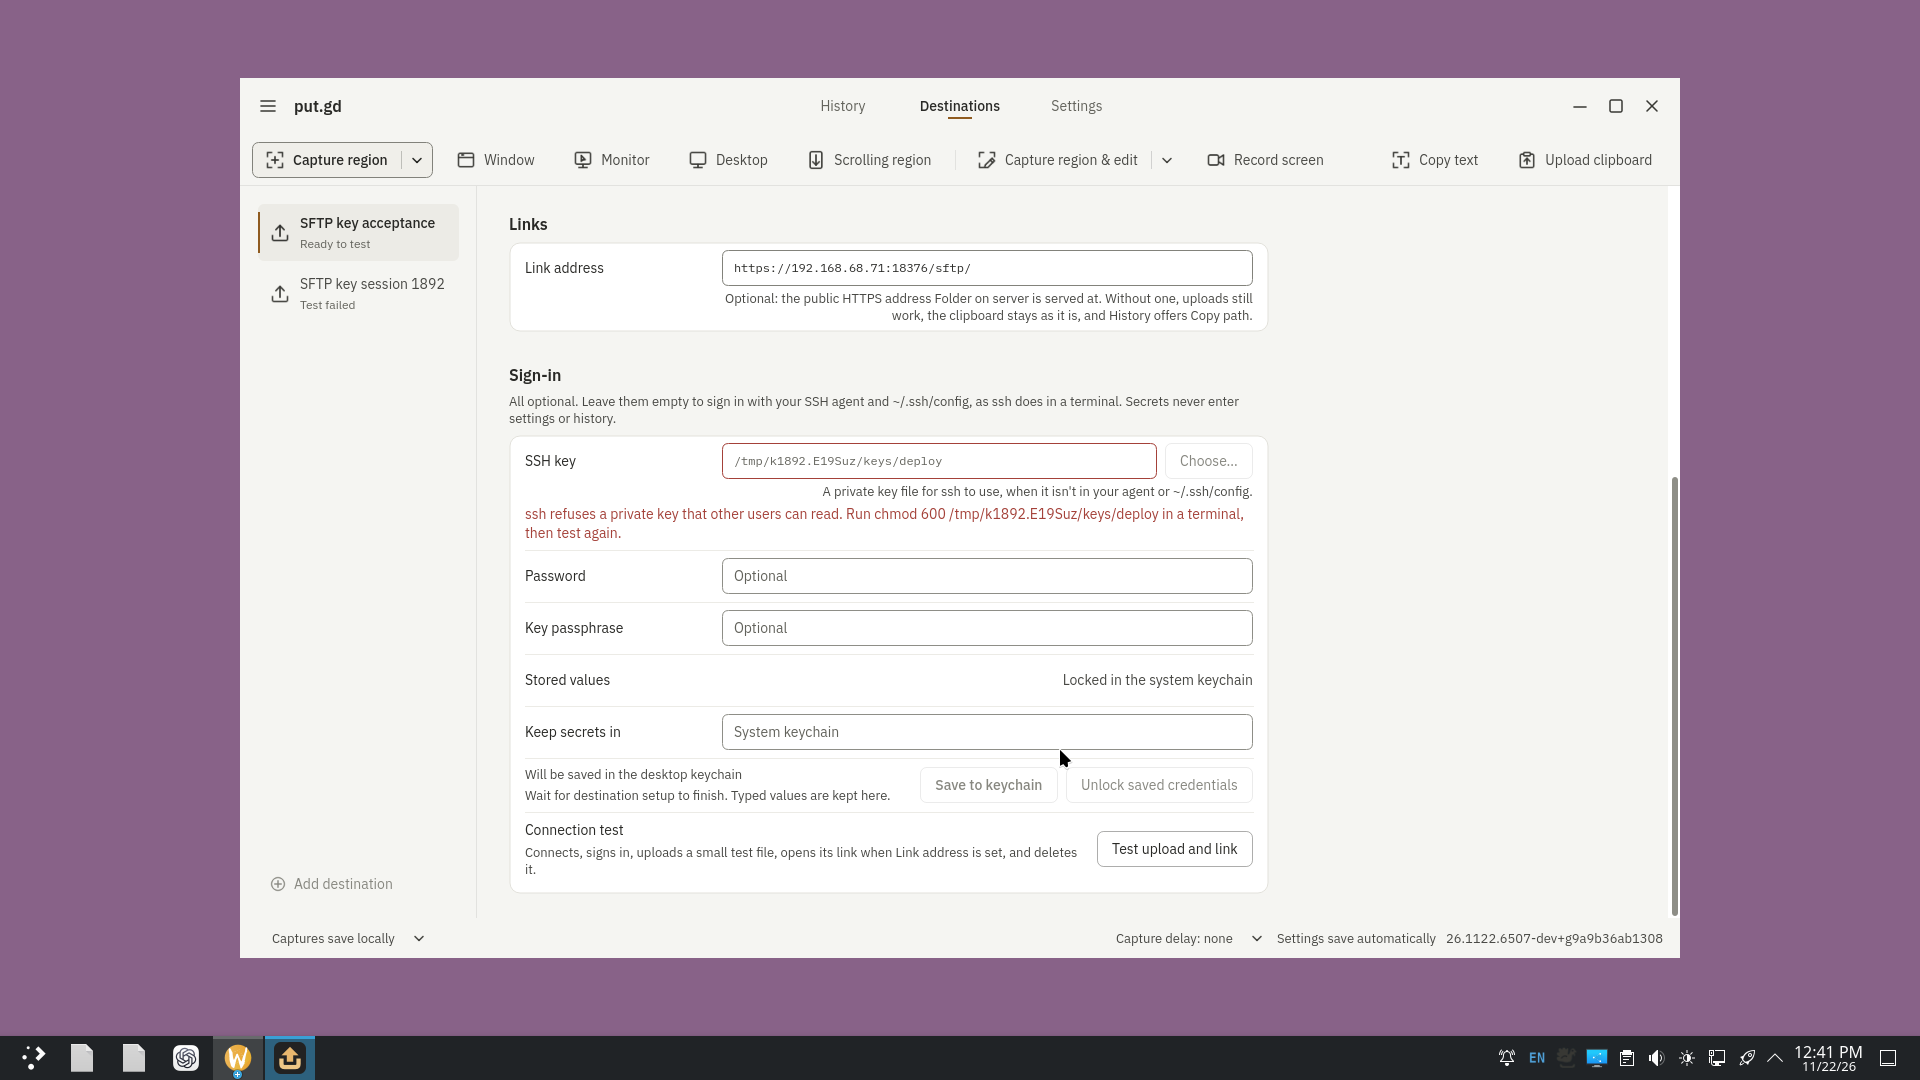 put.gd
History
Destinations
Settings
Capture region
Window
Monitor
Desktop
Scrolling region
Capture region & edit
Record screen
Copy text
Upload clipboard
SFTP key acceptance
Ready to test
SFTP key session 1892
Test failed
Add destination
Links
Link address
https://192.168.68.71:18376/sftp/
Optional: the public HTTPS address Folder on server is served at. Without one, uploads still
work, the clipboard stays as it is, and History offers Copy path.
Sign-in
All optional. Leave them empty to sign in with your SSH agent and ~/.ssh/config, as ssh does in a terminal. Secrets never enter
settings or history.
SSH key
/tmp/k1892.E19Suz/keys/deploy
Choose...
A private key file for ssh to use, when it isn't in your agent or ~/.ssh/config.
ssh refuses a private key that other users can read. Run chmod 600 /tmp/k1892.E19Suz/keys/deploy in a terminal,
then test again.
Password
Optional
Key passphrase
Optional
Stored values
Locked in the system keychain
Keep secrets in
System keychain
Will be saved in the desktop keychain
Wait for destination setup to finish. Typed values are kept here.
Save to keychain
Unlock saved credentials
Connection test
Connects, signs in, uploads a small test file, opens its link when Link address is set, and deletes
it.
Test upload and link
Captures save locally
Capture delay: none
Settings save automatically
26.1122.6507-dev+g9a9b36ab1308
W
EN
12:41 PM
11/22/26